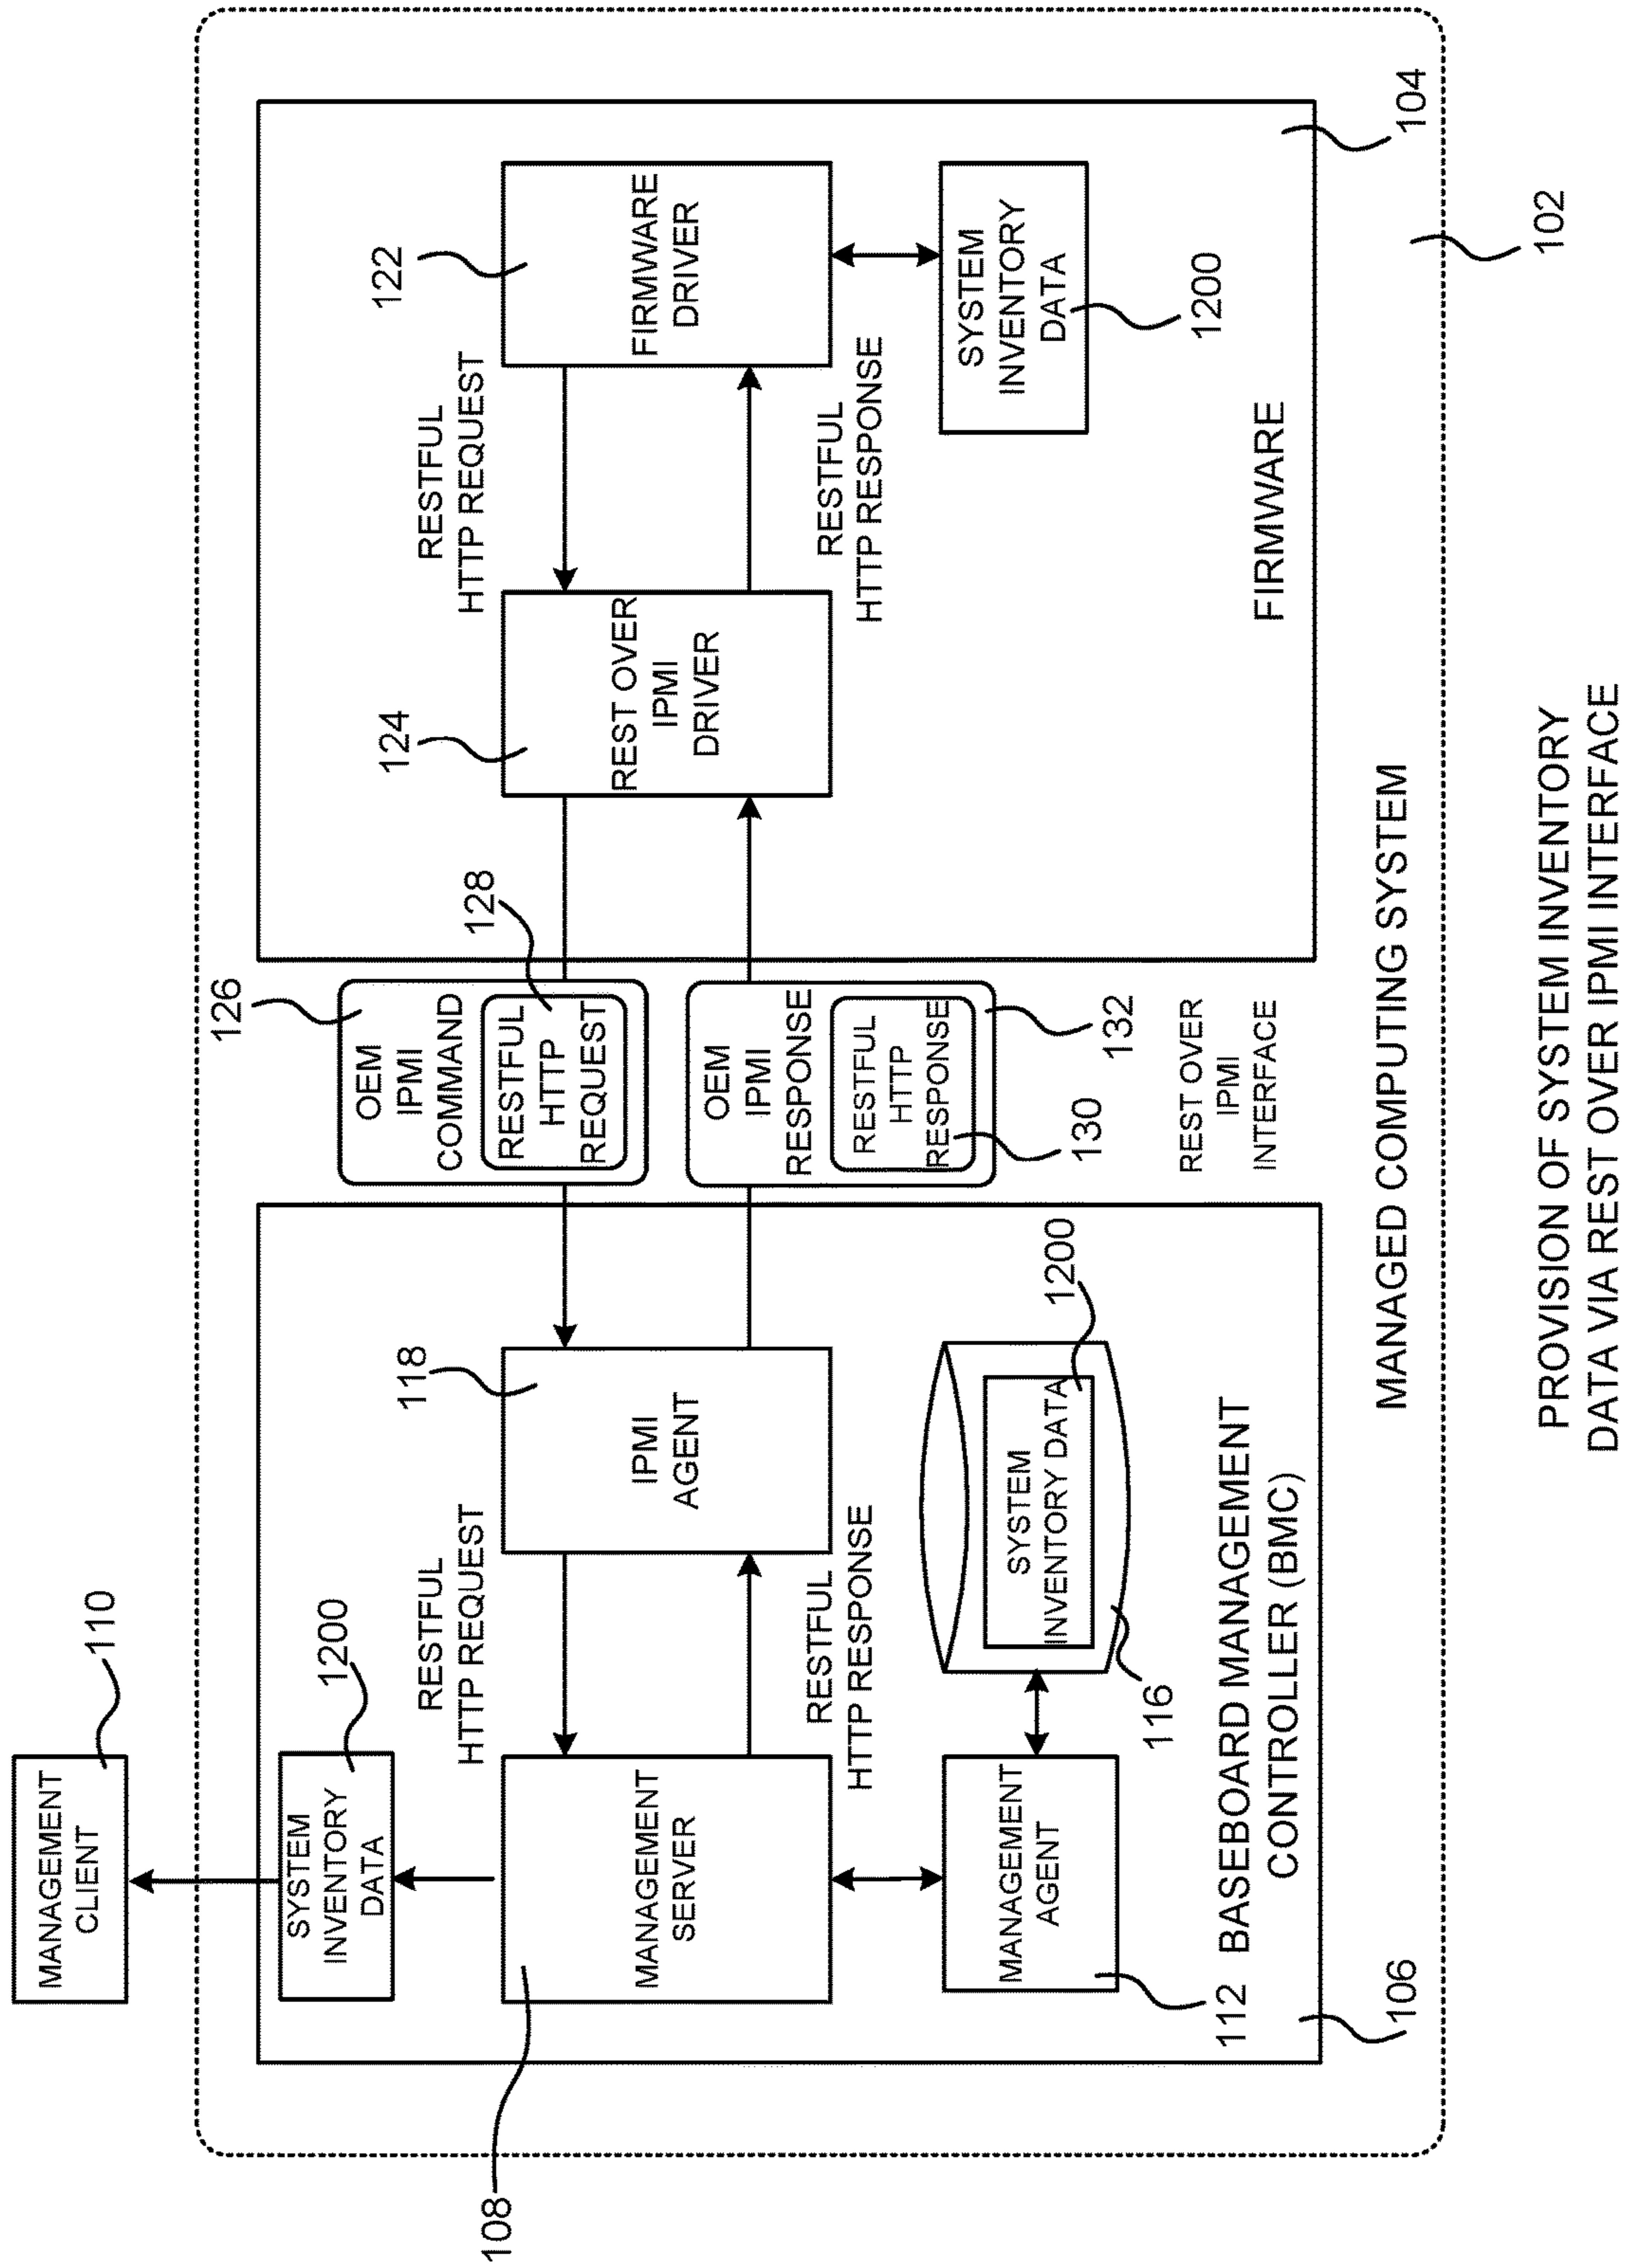 110
MANAGEMENT
CLIENT
1200
SYSTEM
INVENTORY
DATA
108
MANAGEMENT
SERVER
RESTFUL
HTTP REQUEST
RESTFUL
HTTP RESPONSE
118
IPMI
AGENT
112
MANAGEMENT
AGENT
116
SYSTEM
INVENTORY DATA
1200
BASEBOARD MANAGEMENT
CONTROLLER (BMC)
106
126
OEM
IPMI
COMMAND
128
RESTFUL
HTTP
REQUEST
OEM
IPMI
RESPONSE
RESTFUL
HTTP
RESPONSE
130
132
REST OVER
IPMI
INTERFACE
124
REST OVER
IPMI
DRIVER
RESTFUL
HTTP REQUEST
RESTFUL
HTTP RESPONSE
122
FIRMWARE
DRIVER
SYSTEM
INVENTORY
DATA
1200
FIRMWARE
104
MANAGED COMPUTING SYSTEM
102
PROVISION OF SYSTEM INVENTORY
DATA VIA REST OVER IPMI INTERFACE